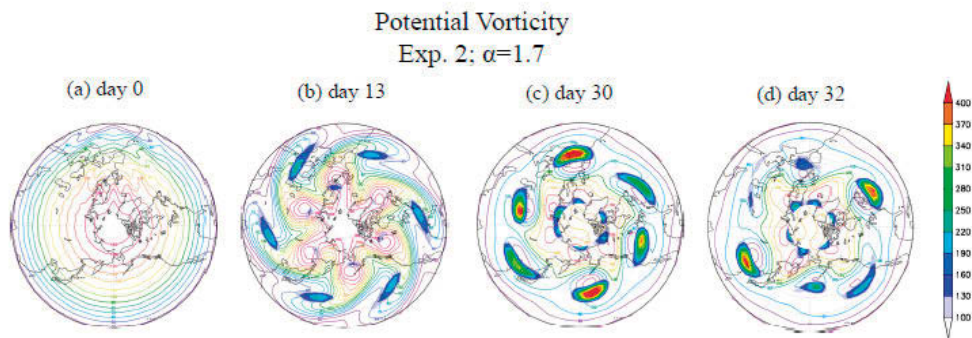 Potential Vorticity
Exp. 2; α=1.7
(a) day 0
(b) day 13
(c) day 30
(d) day 32
400
370
340
310
280
250
220
190
160
130
100